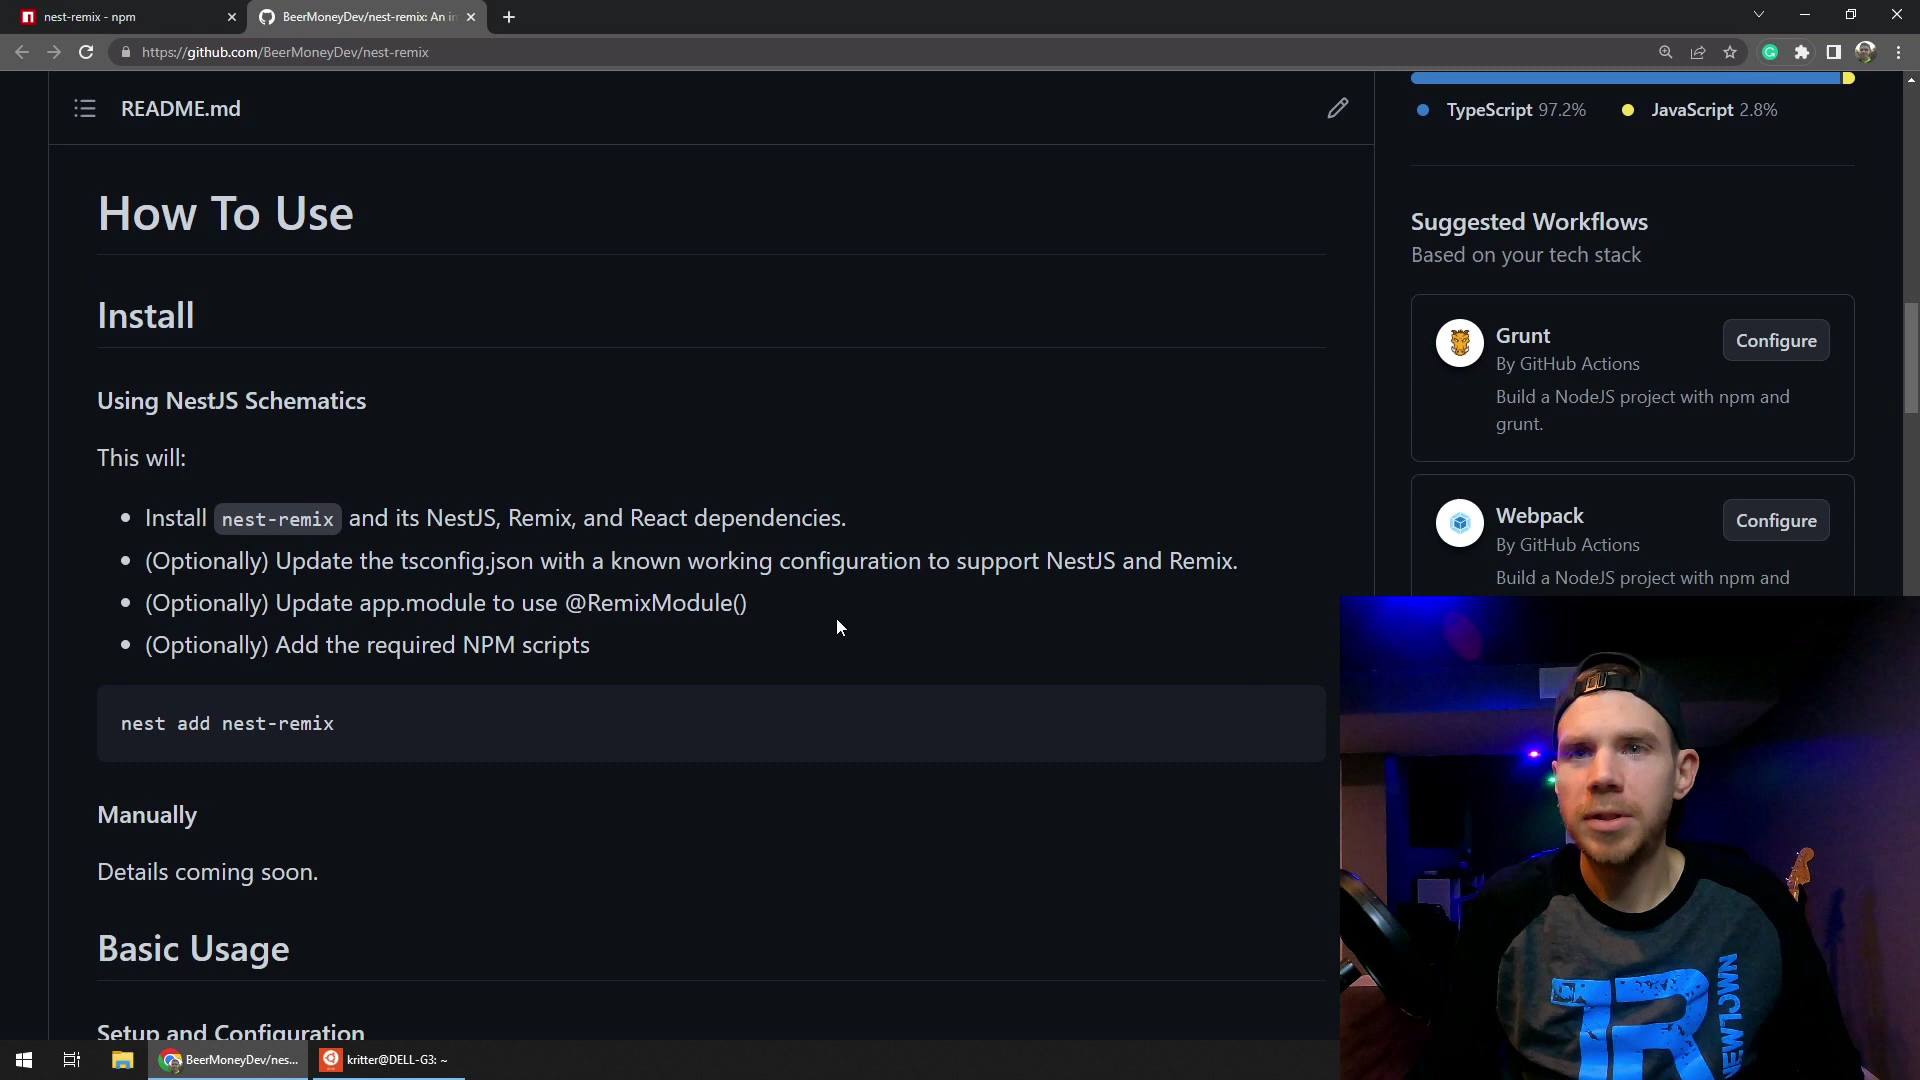 nest-remix - npm
BeerMoneyDev/nest-remix: An in
https://github.com/BeerMoneyDev/nest-remix
README.md
TypeScript 97.2%
JavaScript 2.8%
How To Use
Suggested Workflows
Based on your tech stack
Install
Grunt
By GitHub Actions
Configure
Build a NodeJS project with npm and
grunt.
Using NestJS Schematics
This will:
Install nest-remix and its NestJS, Remix, and React dependencies.
(Optionally) Update the tsconfig.json with a known working configuration to support NestJS and Remix.
(Optionally) Update app.module to use @RemixModule()
(Optionally) Add the required NPM scripts
Webpack
By GitHub Actions
Configure
Build a NodeJS project with npm and
nest add nest-remix
Manually
Details coming soon.
Basic Usage
Setup and Configuration
BeerMoneyDev/nes...
kritter@DELL-G3: ~